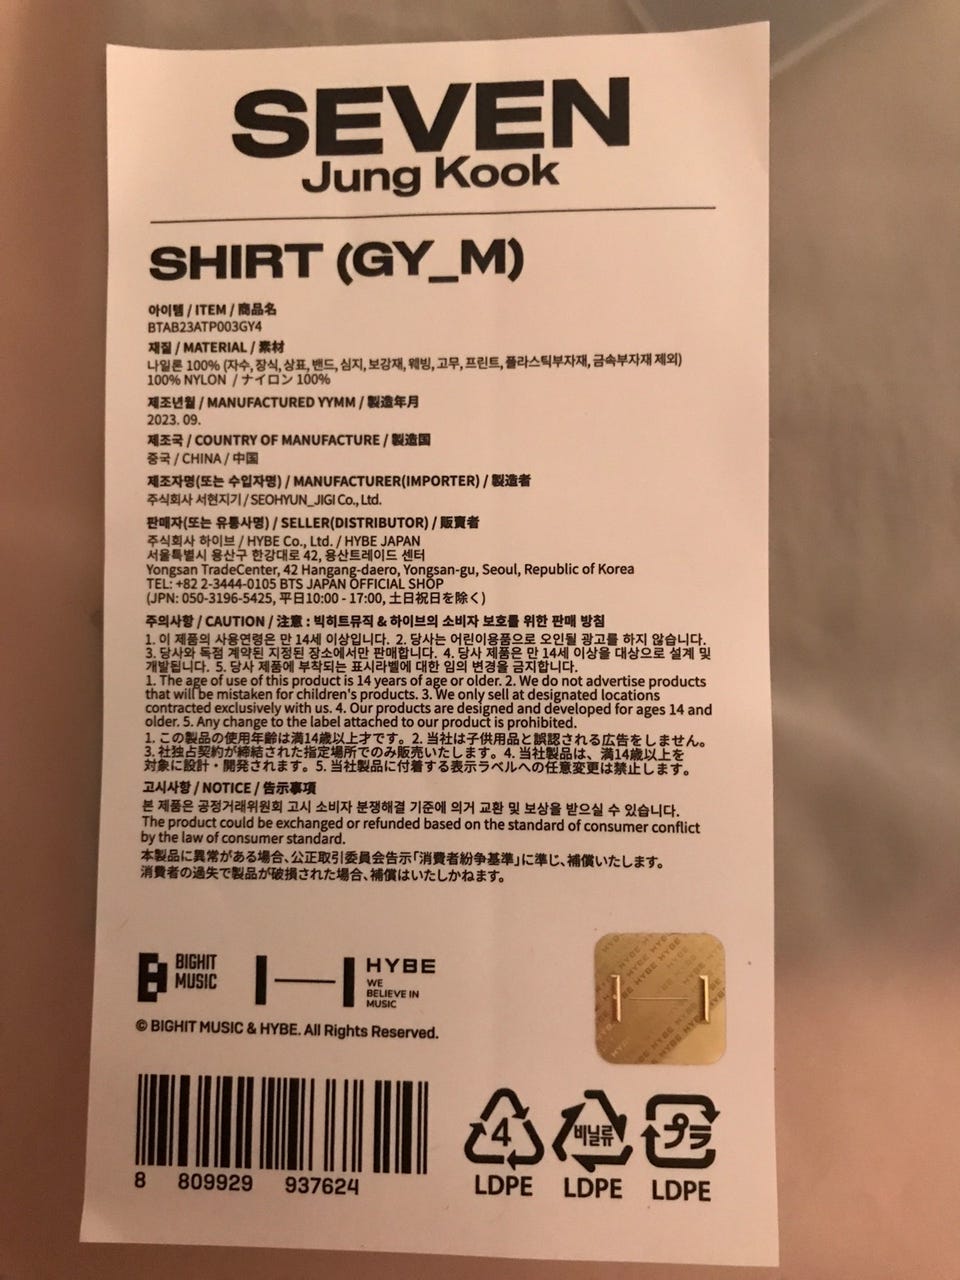 SEVEN
Jung Kook
SHIRT (GY_M)
아이템 / ITEM / 商品名
BTAB23ATP003GY4
재질 / MATERIAL / 素材
나일론 100% (자수, 장식, 상표, 밴드, 심지, 보강재, 웨빙, 고무, 프린트, 플라스틱부자재, 금속부자재 제외)
100% NYLON / ナイロン 100%
제조년월 / MANUFACTURED YYMM / 製造年月
2023. 09.
제조국 / COUNTRY OF MANUFACTURE / 製造国
중국 / CHINA / 中国
제조자명(또는 수입자명) / MANUFACTURER(IMPORTER) / 製造者
주식회사 서현지기 / SEOHYUN_JIGI Co., Ltd.
판매자(또는 유통사명) / SELLER(DISTRIBUTOR) / 販賣者
주식회사 하이브 / HYBE Co., Ltd. / HYBE JAPAN
서울특별시 용산구 한강대로 42, 용산트레이드 센터
Yongsan TradeCenter, 42 Hangang-daero, Yongsan-gu, Seoul, Republic of Korea
TEL: +82 2-3444-0105 BTS JAPAN OFFICIAL SHOP
(JPN: 050-3196-5425, 平日10:00 - 17:00, 土日祝日を除く)
주의사항 / CAUTION / 注意 : 빅히트뮤직 & 하이브의 소비자 보호를 위한 판매 방침
1. 이 제품의 사용연령은 만 14세 이상입니다. 2. 당사는 어린이용품으로 오인될 광고를 하지 않습니다.
3. 당사와 독점 계약된 지정된 장소에서만 판매합니다. 4. 당사 제품은 만 14세 이상을 대상으로 설계 및
개발됩니다. 5. 당사 제품에 부착되는 표시라벨에 대한 임의 변경을 금지합니다.
1. The age of use of this product is 14 years of age or older. 2. We do not advertise products
that will be mistaken for children's products. 3. We only sell at designated locations
contracted exclusively with us. 4. Our products are designed and developed for ages 14 and
older. 5. Any change to the label attached to our product is prohibited.
1. この製品の使用年齢は満14歳以上才です。2. 当社は子供用品と誤認される広告をしません。
3. 社独占契約が締結された指定場所でのみ販売いたします。4. 当社製品は、満14歳以上を
対象に設計・開発されます。5. 当社製品に付着する表示ラベルへの任意変更は禁止します。
고시사항 / NOTICE / 告示事項
본 제품은 공정거래위원회 고시 소비자 분쟁해결 기준에 의거 교환 및 보상을 받으실 수 있습니다.
The product could be exchanged or refunded based on the standard of consumer conflict
by the law of consumer standard.
本製品に異常がある場合、公正取引委員会告示「消費者紛争基準」に準じ、補償いたします。
消費者の過失で製品が破損された場合、補償はいたしかねます。
BIGHIT
MUSIC
HYBE
WE
BELIEVE IN
MUSIC
© BIGHIT MUSIC & HYBE. All Rights Reserved.
8 809929 937624
4
LDPE
비닐류
LDPE
プラ
LDPE
HYBE HYBE HYBE